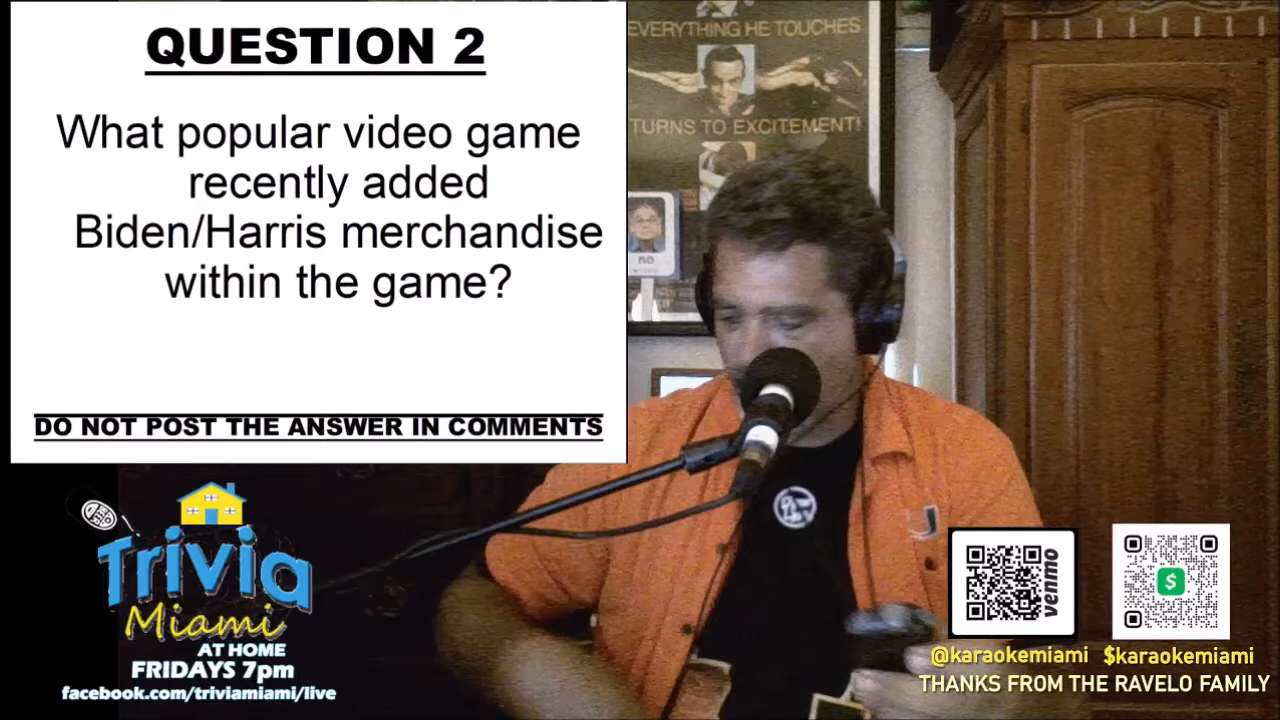 QUESTION 2
What popular video game
recently added
Biden/Harris merchandise
within the game?
DO NOT POST THE ANSWER IN COMMENTS
EVERYTHING HE TOUCHES
TURNS TO EXCITEMENT!
no
U
Trivia
Miami
AT HOME
FRIDAYS 7pm
facebook.com/triviamiami/live
venmo
$
@karaokemiami $karaokemiami
THANKS FROM THE RAVELO FAMILY